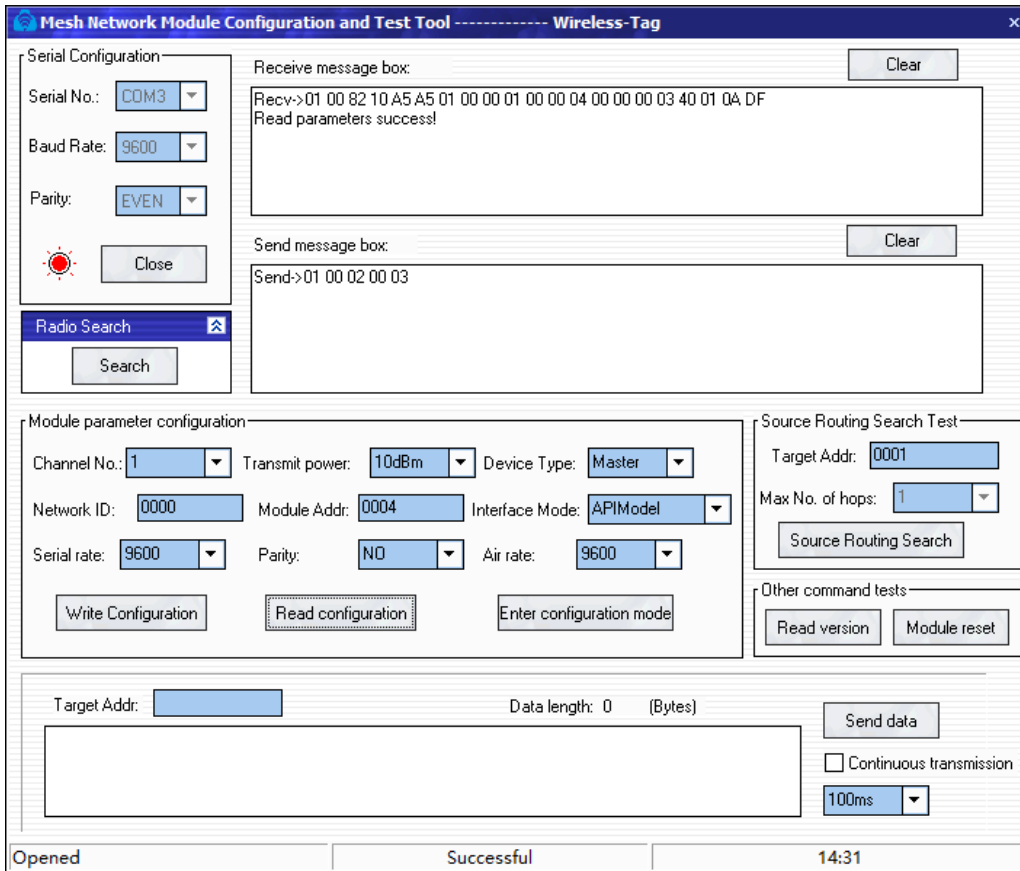 Mesh Network Module Configuration and Test Tool ------------- Wireless-Tag
Serial Configuration
Serial No.: COM3
Baud Rate: 9600
Parity: EVEN
Close
Radio Search
Search
Receive message box:
Clear
Recv->01 00 82 10 A5 A5 01 00 00 01 00 00 04 00 00 00 03 40 01 0A DF
Read parameters success!
Send message box:
Clear
Send->01 00 02 00 03
Module parameter configuration
Channel No.: 1 Transmit power: 10dBm Device Type: Master
Network ID: 0000 Module Addr: 0004 Interface Mode: APIModel
Serial rate: 9600 Parity: NO Air rate: 9600
Write Configuration Read configuration Enter configuration mode
Source Routing Search Test
Target Addr: 0001
Max No. of hops: 1
Source Routing Search
Other command tests
Read version Module reset
Target Addr: Data length: 0 (Bytes)
Send data
Continuous transmission
100ms
Opened Successful 14:31